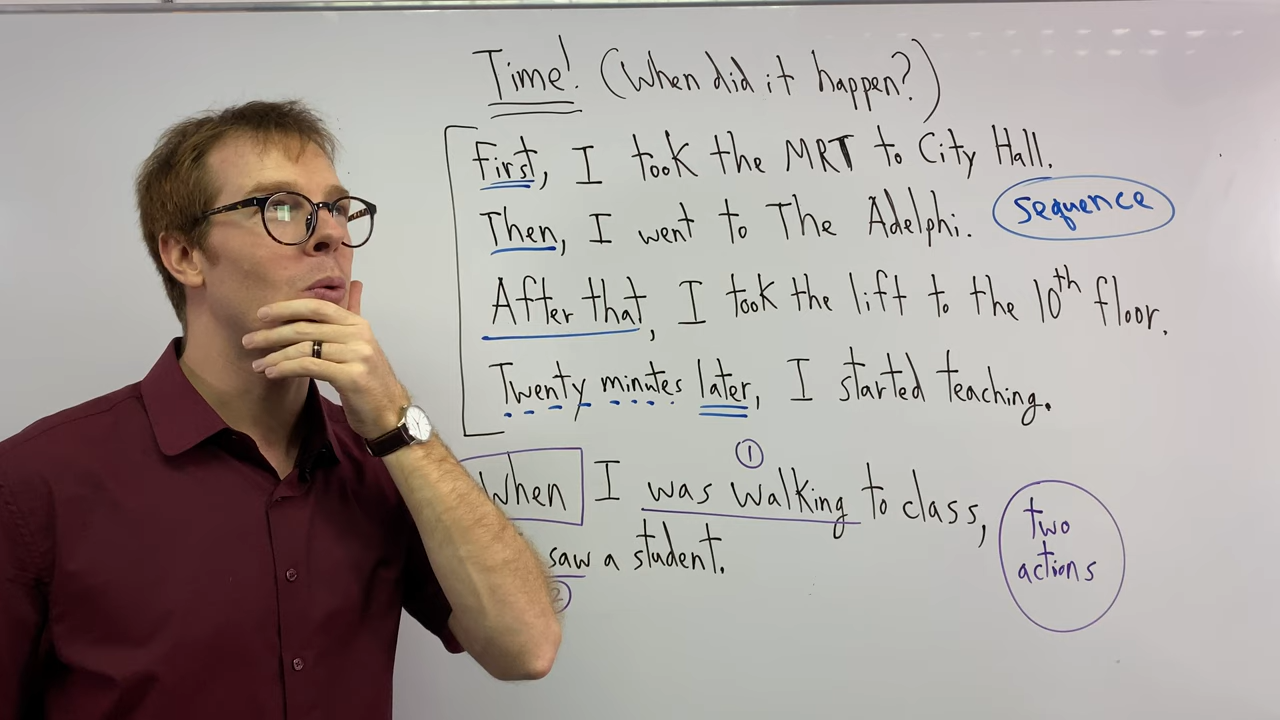 Time! (When did it happen?)
First, I took the MRT to City Hall.
Then, I went to The Adelphi.
sequence
After that, I took the lift to the 10th floor.
Twenty minutes later, I started teaching.
1
When I was walking to class,
saw a student.
2
two
actions